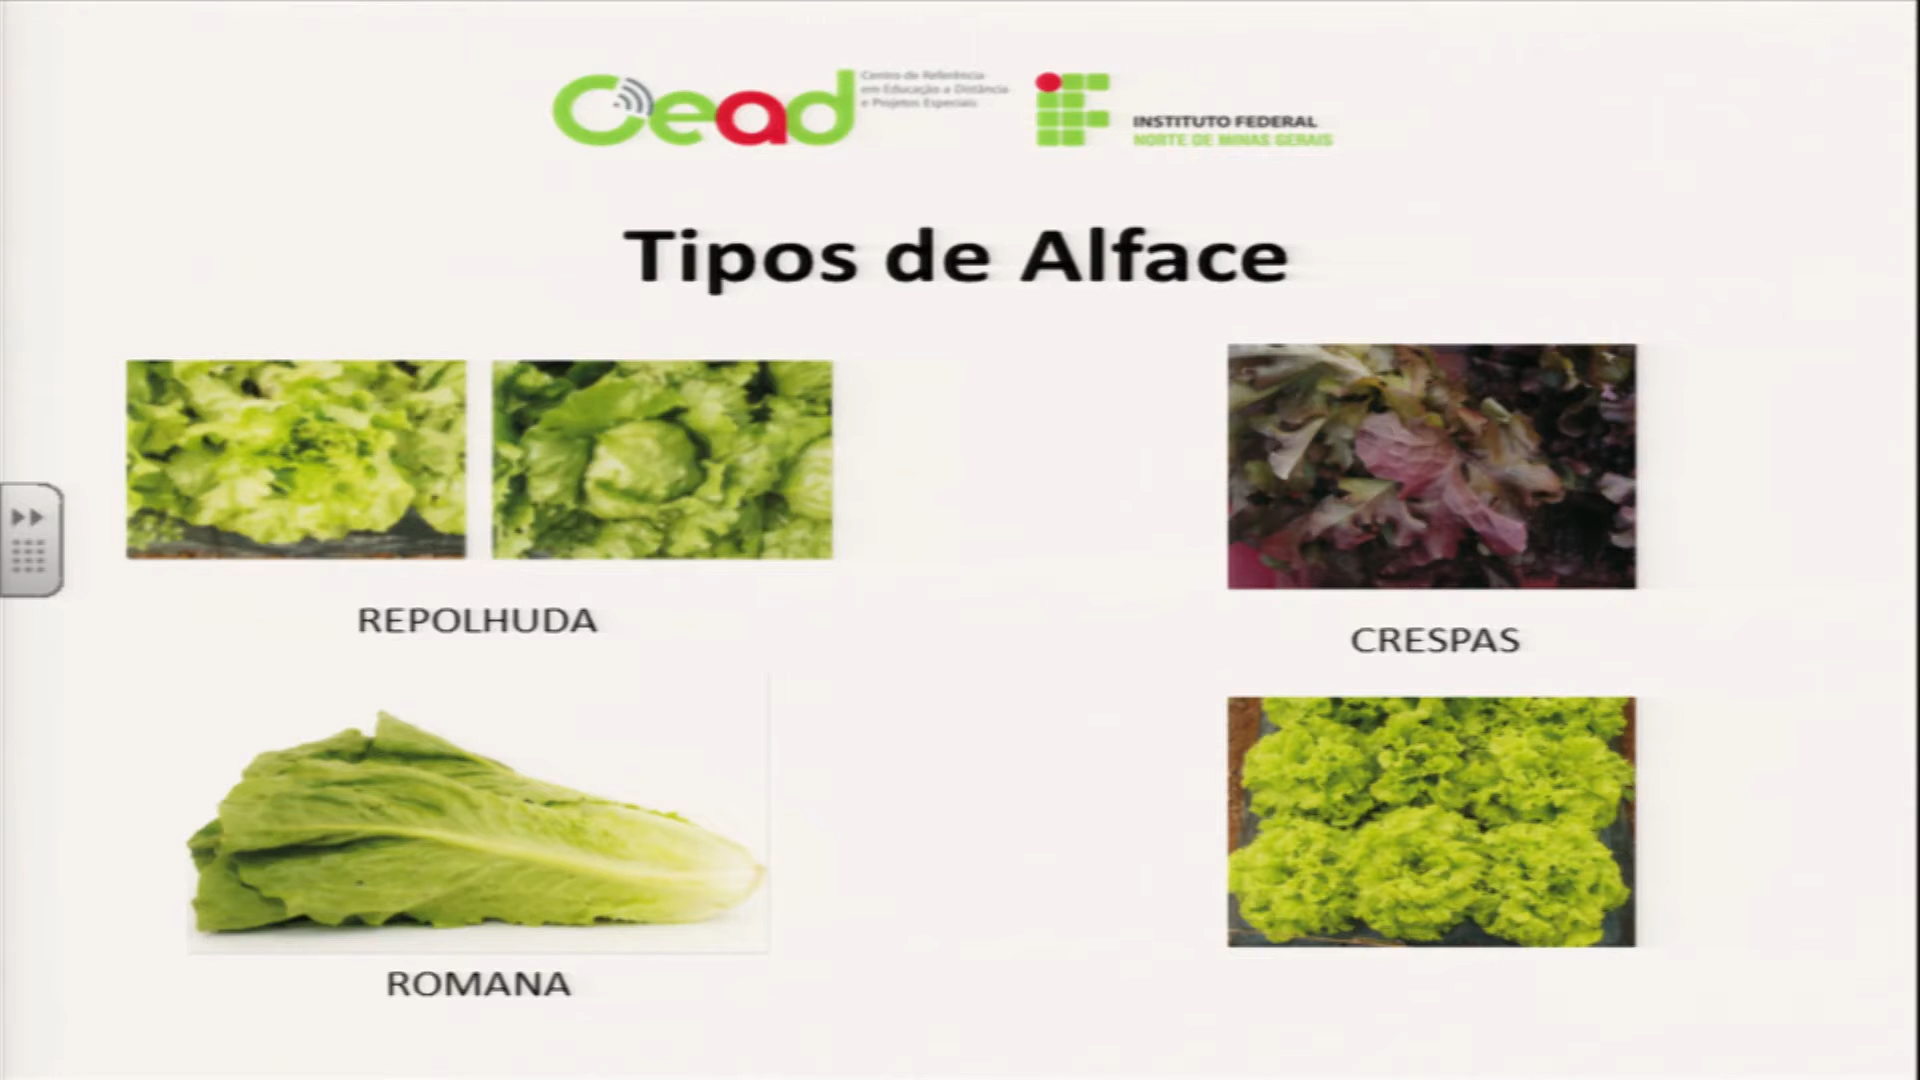 Cead
Centro de Referência
em Educação a Distância
e Projetos Especiais
INSTITUTO FEDERAL
NORTE DE MINAS GERAIS
Tipos de Alface
REPOLHUDA
CRESPAS
ROMANA